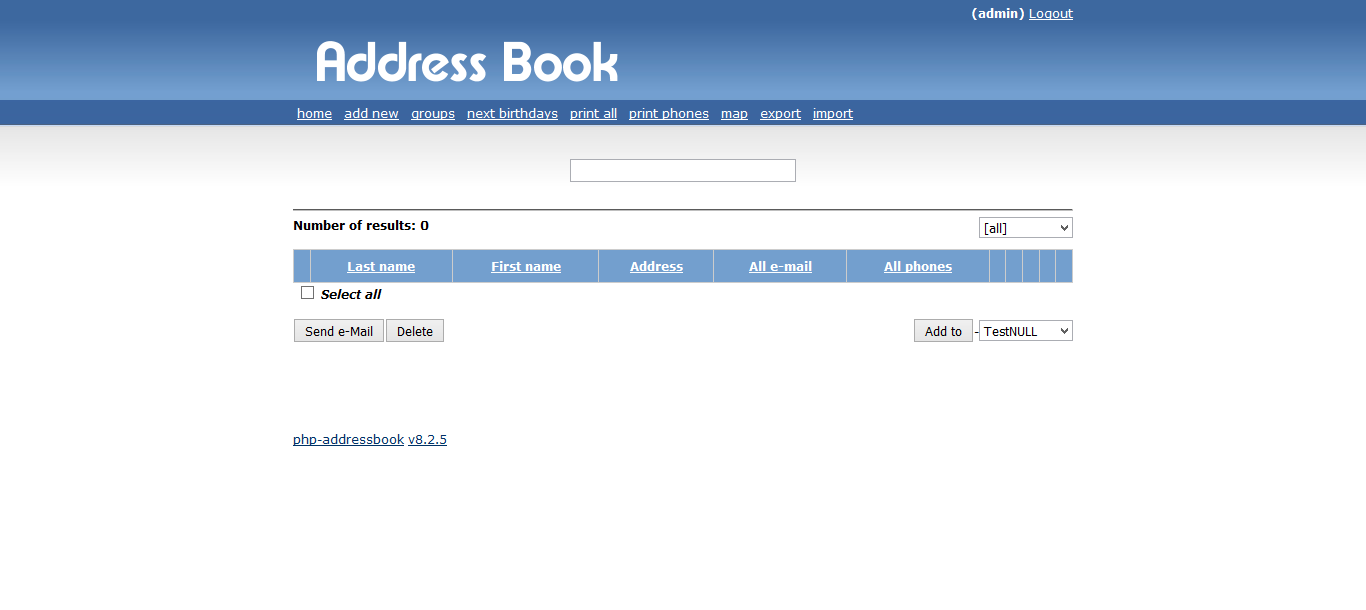 (admin) Logout
Address Book
home add new groups next birthdays print all print phones map export import
Number of results: 0 [all]
Last name First name Address All e-mail All phones
Select all
Send e-Mail Delete Add to - TestNULL
php-addressbook v8.2.5